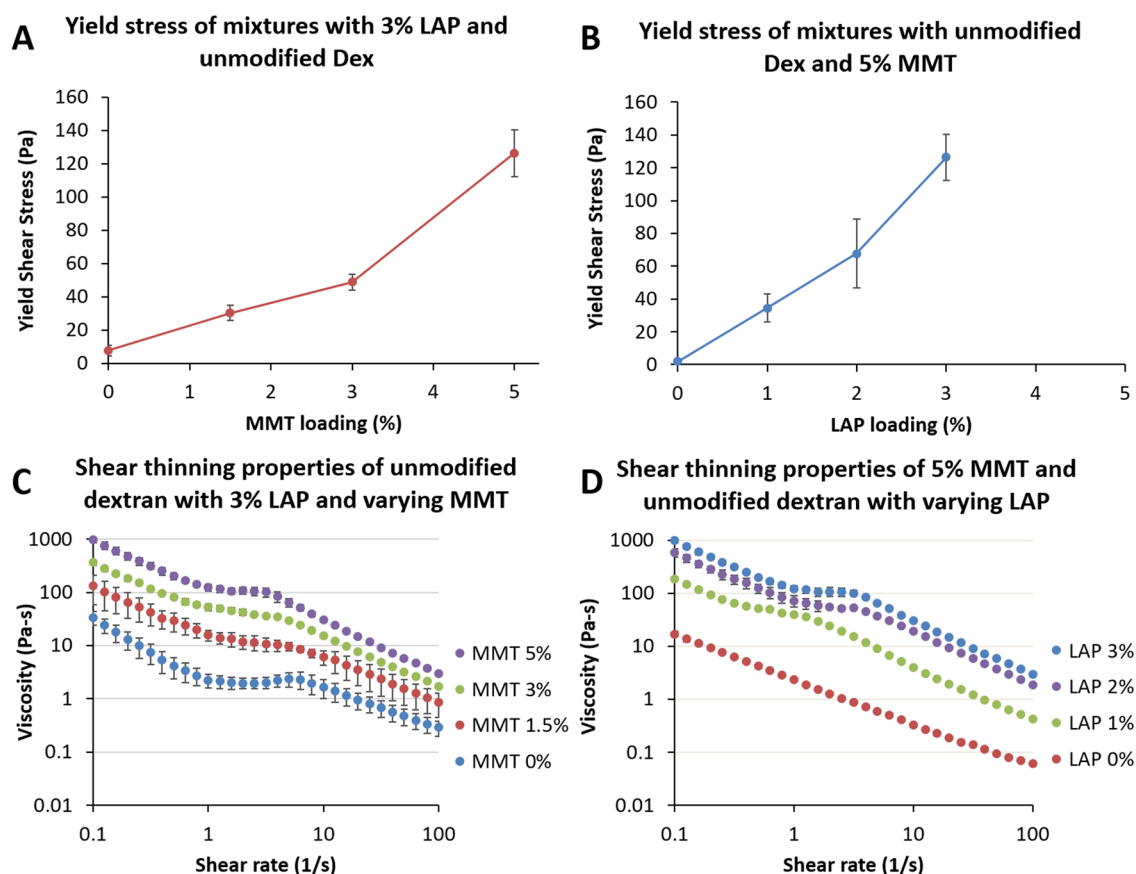 A
Yield stress of mixtures with 3% LAP and
unmodified Dex
Yield Shear Stress (Pa)
160
140
120
100
80
60
40
20
0
0 1 2 3 4 5
MMT loading (%)
B
Yield stress of mixtures with unmodified
Dex and 5% MMT
Yield Shear Stress (Pa)
160
140
120
100
80
60
40
20
0
0 1 2 3 4 5
LAP loading (%)
C
Shear thinning properties of unmodified
dextran with 3% LAP and varying MMT
Viscosity (Pa-s)
1000
100
10
1
0.1
0.01
0.1 1 10 100
Shear rate (1/s)
MMT 5%
MMT 3%
MMT 1.5%
MMT 0%
D
Shear thinning properties of 5% MMT and
unmodified dextran with varying LAP
Viscosity (Pa-s)
1000
100
10
1
0.1
0.01
0.1 1 10 100
Shear rate (1/s)
LAP 3%
LAP 2%
LAP 1%
LAP 0%